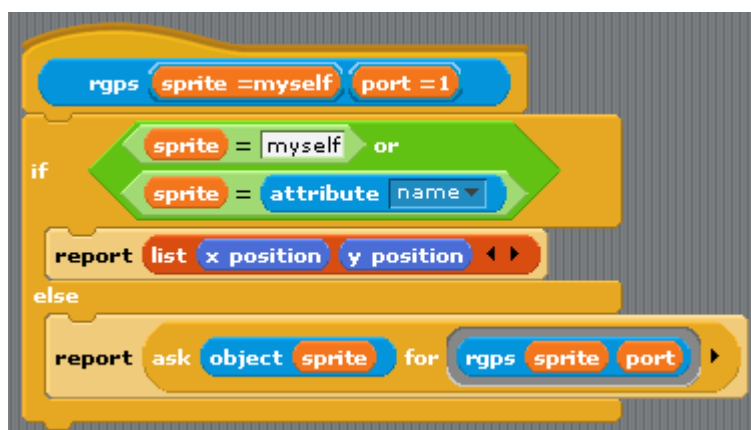 rgps sprite =myself port =1
if
sprite = myself or
sprite = attribute name
report list x position y position
else
report ask object sprite for rgps sprite port